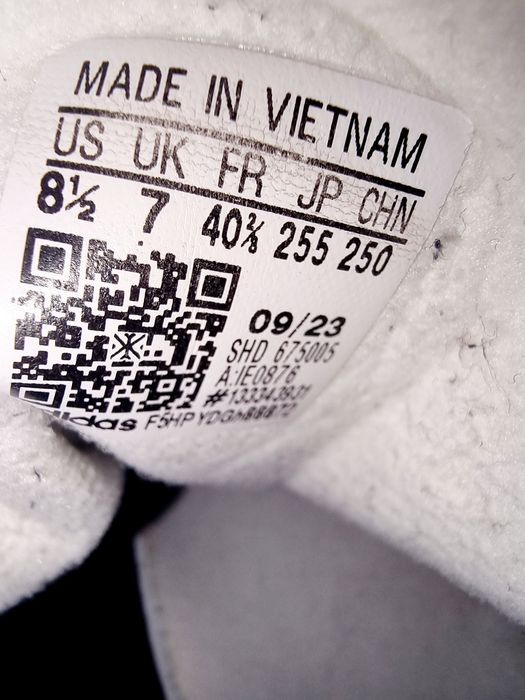 MADE IN VIETNAM
US UK FR JP CHN
8½ 7 40⅔ 255 250
09/23
SHD 675005
A:IE0876
#133343931
adidas